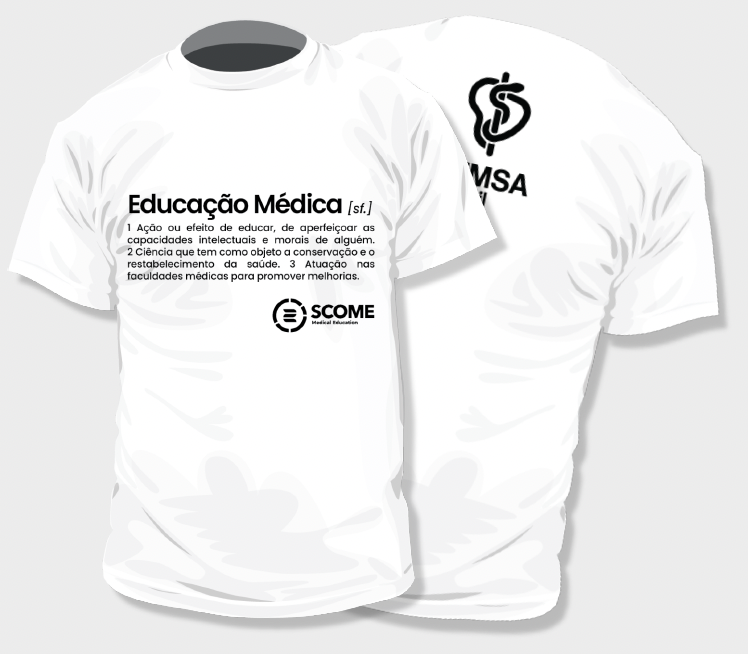 Educação Médica [sf.]
1 Ação ou efeito de educar, de aperfeiçoar as
capacidades intelectuais e morais de alguém.
2 Ciência que tem como objeto a conservação e o
restabelecimento da saúde. 3 Atuação nas
faculdades médicas para promover melhorias.
SCOME
Medical Education
MSA